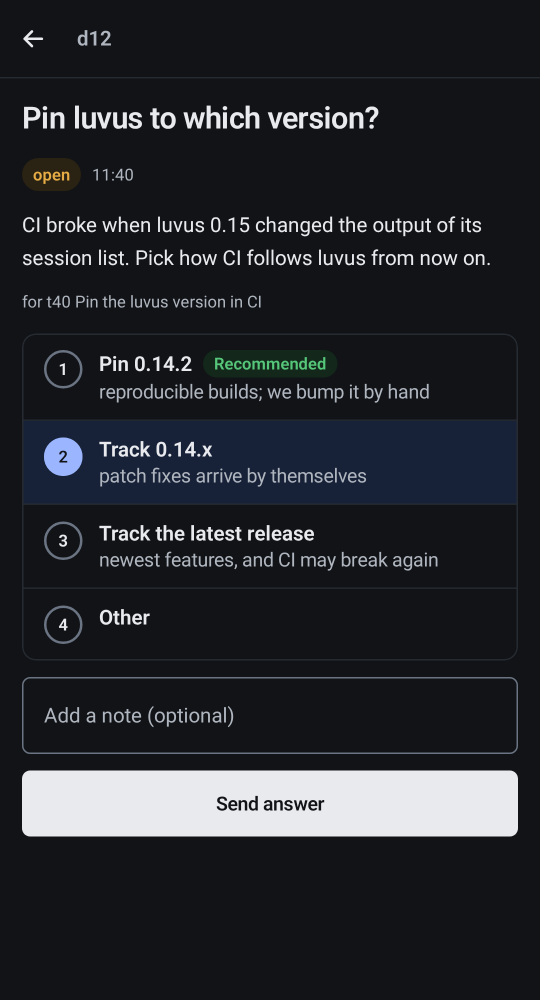 d12
Pin luvus to which version?
open 11:40
CI broke when luvus 0.15 changed the output of its
session list. Pick how CI follows luvus from now on.
for t40 Pin the luvus version in CI
1 Pin 0.14.2 Recommended
reproducible builds; we bump it by hand
2 Track 0.14.x
patch fixes arrive by themselves
3 Track the latest release
newest features, and CI may break again
4 Other
Add a note (optional)
Send answer